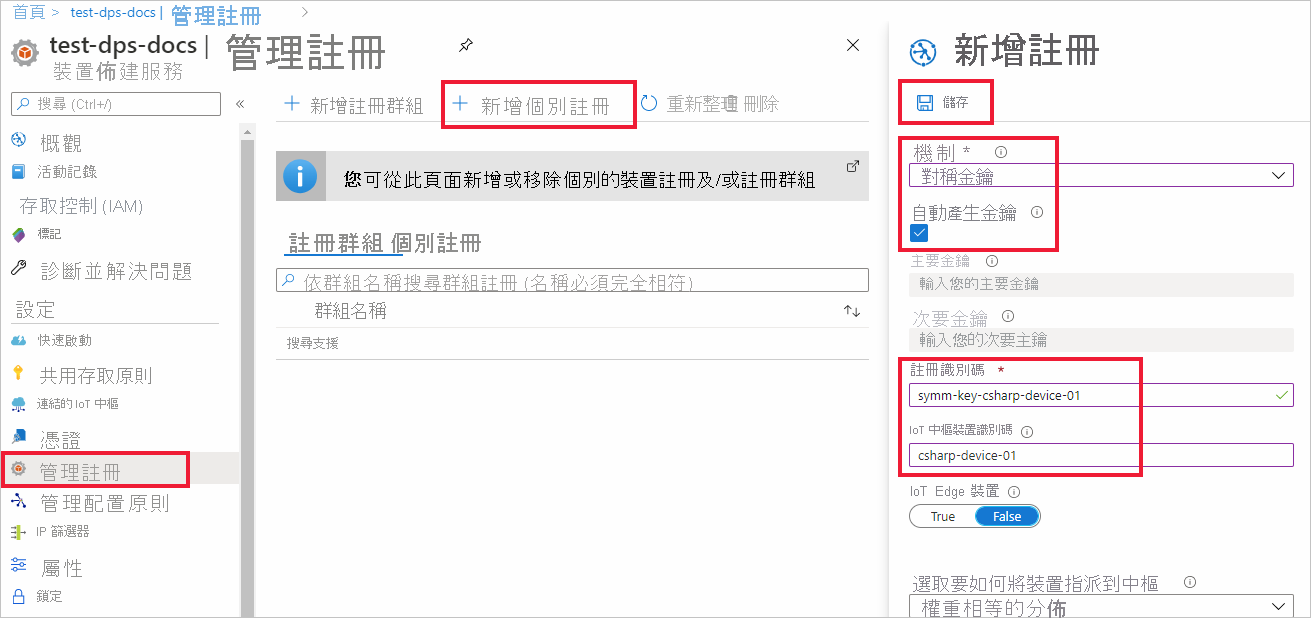 首頁 > test-dps-docs | 管理註冊 >
test-dps-docs | 管理註冊
裝置佈建服務
搜尋 (Ctrl+/) «
概觀
活動記錄
存取控制 (IAM)
標記
診斷並解決問題
設定
快速啟動
共用存取原則
連結的 IoT 中樞
憑證
管理註冊
管理配置原則
IP 篩選器
屬性
鎖定
+ 新增註冊群組 + 新增個別註冊 重新整理 刪除
您可從此頁面新增或移除個別的裝置註冊及/或註冊群組
註冊群組 個別註冊
依群組名稱搜尋群組註冊 (名稱必須完全相符)
群組名稱
搜尋支援
新增註冊
儲存
機制 *
對稱金鑰
自動產生金鑰
主要金鑰
輸入您的主要金鑰
次要金鑰
輸入您的次要主鑰
註冊識別碼 *
symm-key-csharp-device-01
IoT 中樞裝置識別碼
csharp-device-01
IoT Edge 裝置
True False
選取要如何將裝置指派到中樞
權重相等的分佈